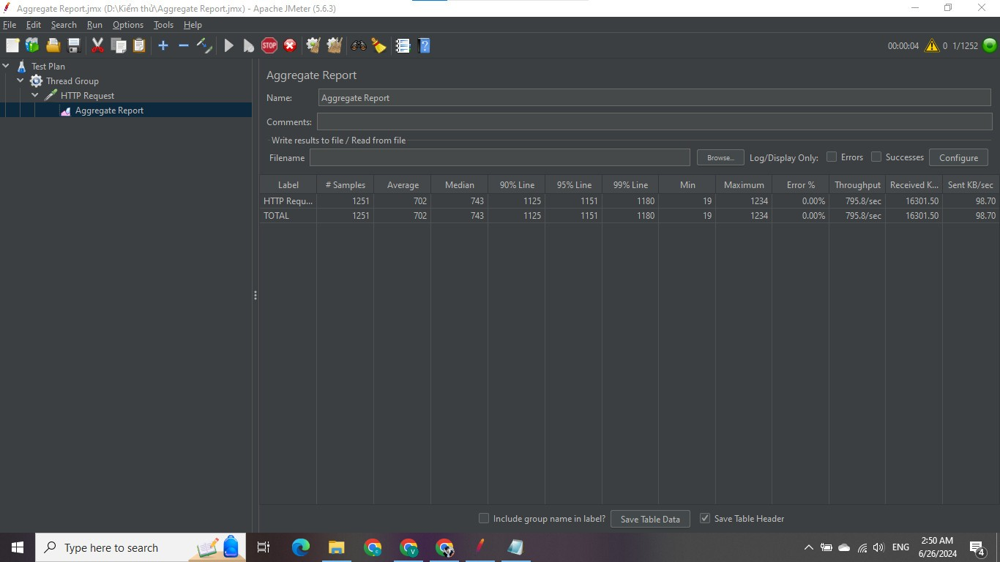 Aggregate Report.jmx (D:\Kiểm thử\Aggregate Report.jmx) - Apache JMeter (5.6.3)
File Edit Search Run Options Tools Help
STOP
00:00:04 0 1/1252
Test Plan
Thread Group
HTTP Request
Aggregate Report
Aggregate Report
Name: Aggregate Report
Comments:
Write results to file / Read from file
Filename Browse... Log/Display Only: Errors Successes Configure
Label # Samples Average Median 90% Line 95% Line 99% Line Min Maximum Error % Throughput Received K... Sent KB/sec
HTTP Requ... 1251 702 743 1125 1151 1180 19 1234 0.00% 795.8/sec 16301.50 98.70
TOTAL 1251 702 743 1125 1151 1180 19 1234 0.00% 795.8/sec 16301.50 98.70
Include group name in label? Save Table Data Save Table Header
Type here to search
ENG
2:50 AM
6/26/2024
4